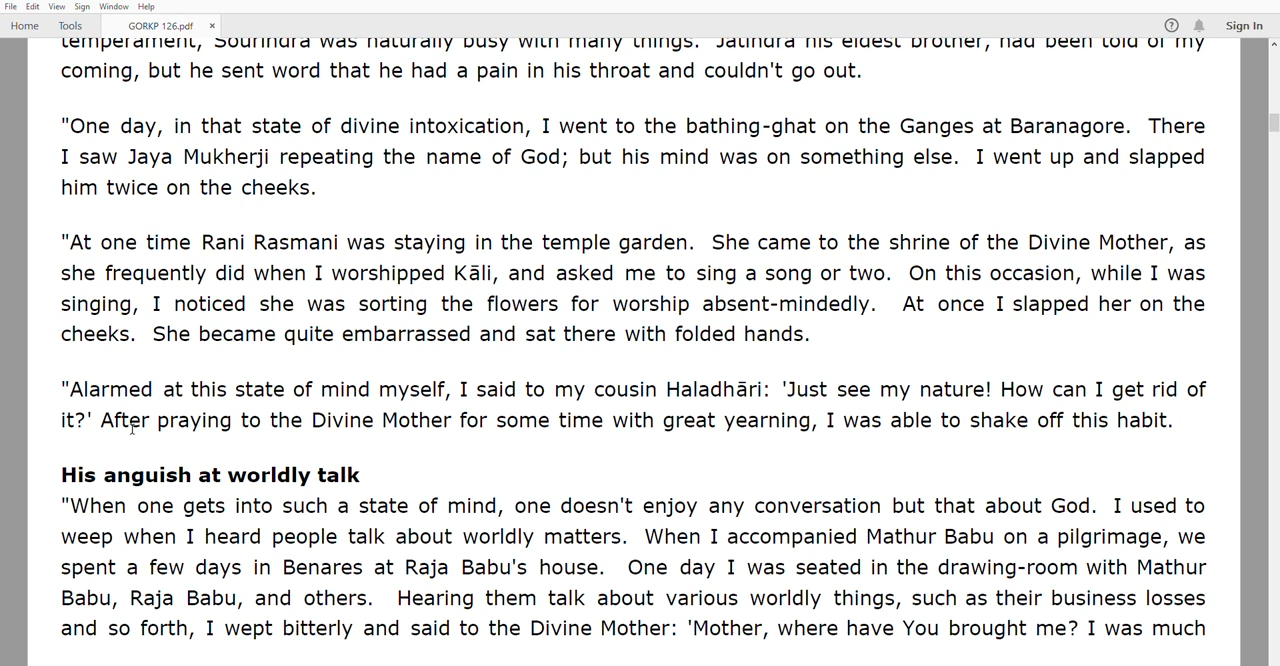 File Edit View Sign Window Help
Home Tools GORKP 126.pdf × ? Sign In
temperament, Sourindra was naturally busy with many things. Jatindra his eldest brother, had been told of my
coming, but he sent word that he had a pain in his throat and couldn't go out.
"One day, in that state of divine intoxication, I went to the bathing-ghat on the Ganges at Baranagore. There
I saw Jaya Mukherji repeating the name of God; but his mind was on something else. I went up and slapped
him twice on the cheeks.
"At one time Rani Rasmani was staying in the temple garden. She came to the shrine of the Divine Mother, as
she frequently did when I worshipped Kāli, and asked me to sing a song or two. On this occasion, while I was
singing, I noticed she was sorting the flowers for worship absent-mindedly. At once I slapped her on the
cheeks. She became quite embarrassed and sat there with folded hands.
"Alarmed at this state of mind myself, I said to my cousin Haladhāri: 'Just see my nature! How can I get rid of
it?' After praying to the Divine Mother for some time with great yearning, I was able to shake off this habit.
His anguish at worldly talk
"When one gets into such a state of mind, one doesn't enjoy any conversation but that about God. I used to
weep when I heard people talk about worldly matters. When I accompanied Mathur Babu on a pilgrimage, we
spent a few days in Benares at Raja Babu's house. One day I was seated in the drawing-room with Mathur
Babu, Raja Babu, and others. Hearing them talk about various worldly things, such as their business losses
and so forth, I wept bitterly and said to the Divine Mother: 'Mother, where have You brought me? I was much